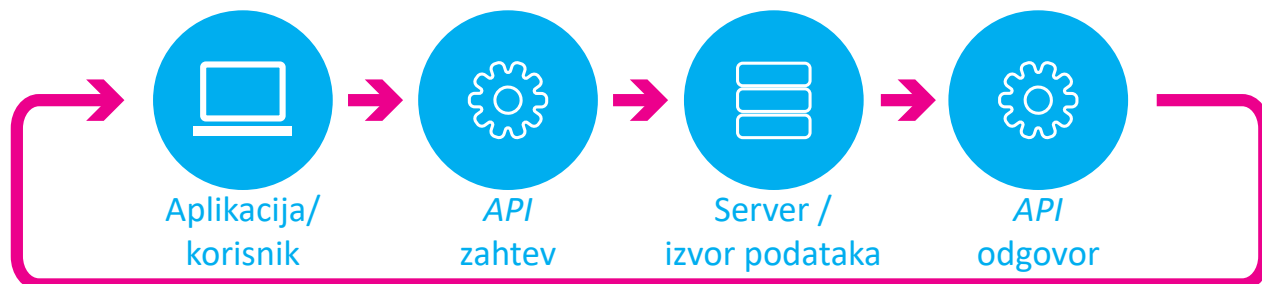 Aplikacija/
korisnik
API
zahtev
Server /
izvor podataka
API
odgovor